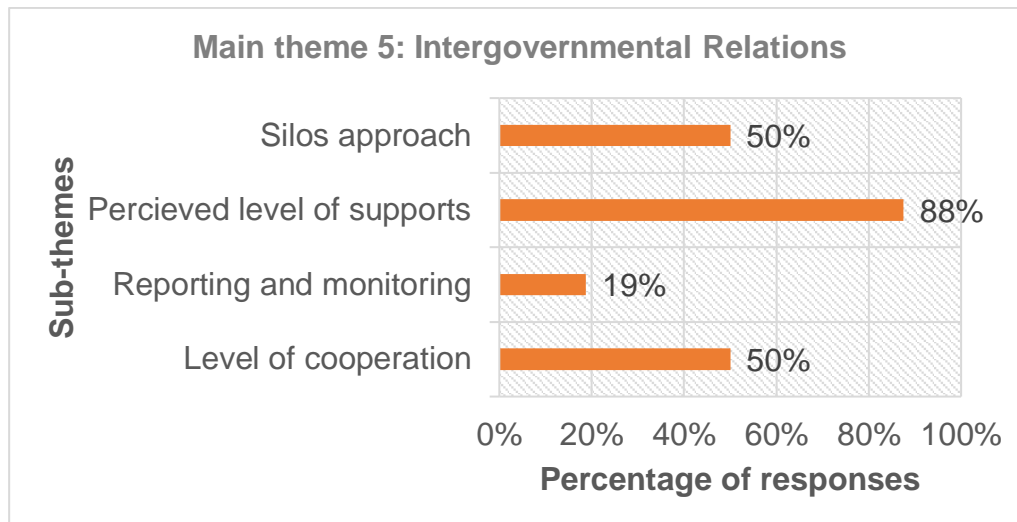 Main theme 5: Intergovernmental Relations
Sub-themes
Silos approach
50%
Percieved level of supports
88%
Reporting and monitoring
19%
Level of cooperation
50%
0% 20% 40% 60% 80% 100%
Percentage of responses